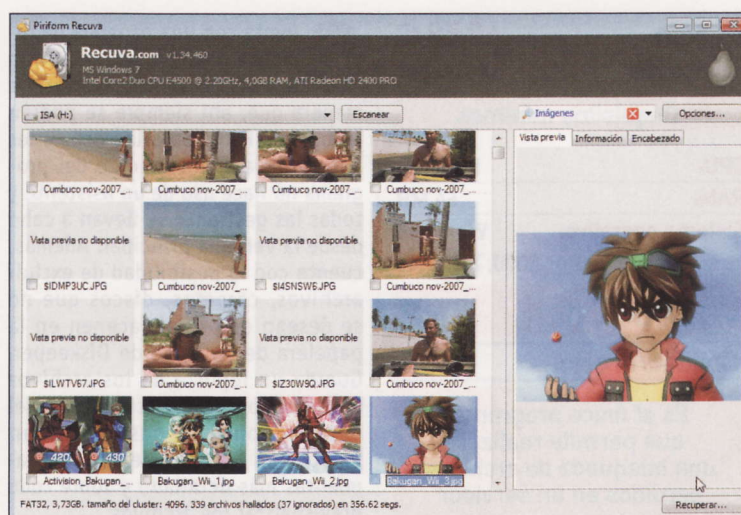 Piriform Recuva
Recuva.com v1.34.460
MS Windows 7
Intel Core2 Duo CPU E4500 @ 2.20GHz, 4,0GB RAM, ATI Radeon HD 2400 PRO
ISA (H:)
Escanear
Imágenes
Opciones...
Vista previa
Información
Encabezado
Cumbuco nov-2007_...
Cumbuco nov-2007_...
Cumbuco nov-2007_...
Cumbuco nov-2007_...
Vista previa no disponible
Vista previa no disponible
$IDMP3UC.JPG
Cumbuco nov-2007_...
$I4SNSW6.JPG
Cumbuco nov-2007_...
Vista previa no disponible
$ILWTV67.JPG
Cumbuco nov-2007_...
$IZ30W9Q.JPG
Cumbuco nov-2007_...
420
430
Activision_Bakugan_...
Bakugan_Wii_1.jpg
Bakugan_Wii_2.jpg
Bakugan_Wii_3.jpg
FAT32, 3,73GB. tamaño del cluster: 4096. 339 archivos hallados (37 ignorados) en 356.62 segs.
Recuperar...